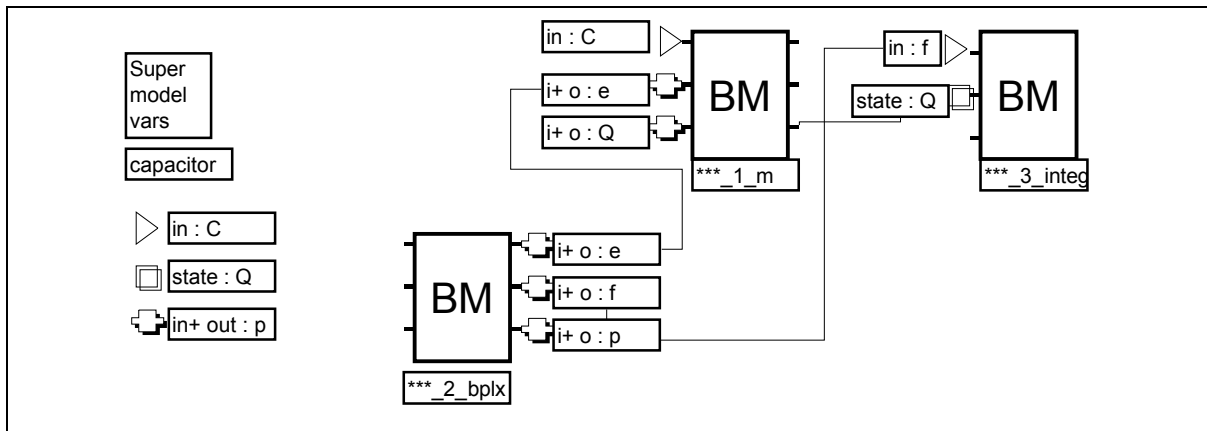 Super
model
vars
capacitor
in : C
state : Q
in+ out : p
in : C
i+ o : e
i+ o : Q
BM
***_1_m
in : f
state : Q
BM
***_3_integ
BM
***_2_bplx
i+ o : e
i+ o : f
i+ o : p